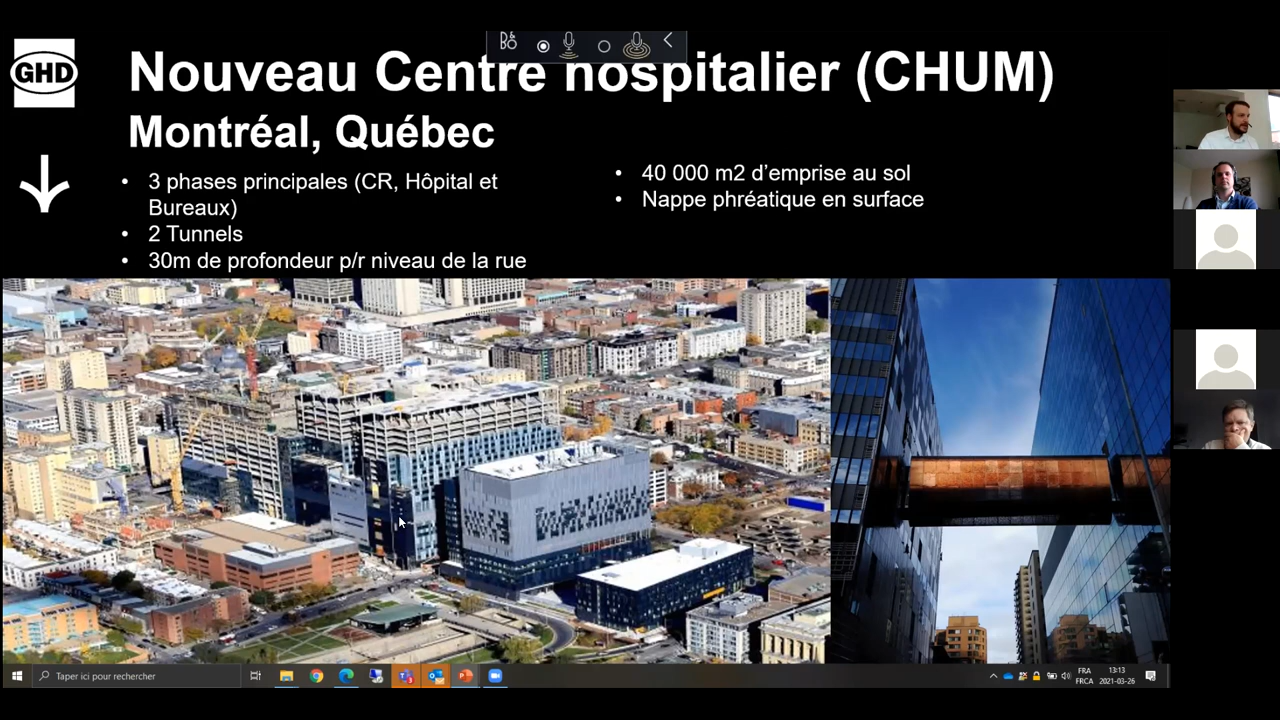 GHD
Nouveau Centre hospitalier (CHUM)
Montréal, Québec
• 3 phases principales (CR, Hôpital et
Bureaux)
• 2 Tunnels
• 30m de profondeur p/r niveau de la rue
• 40 000 m2 d’emprise au sol
• Nappe phréatique en surface
Taper ici pour rechercher
FRA
FRCA
13:13
2021-03-26